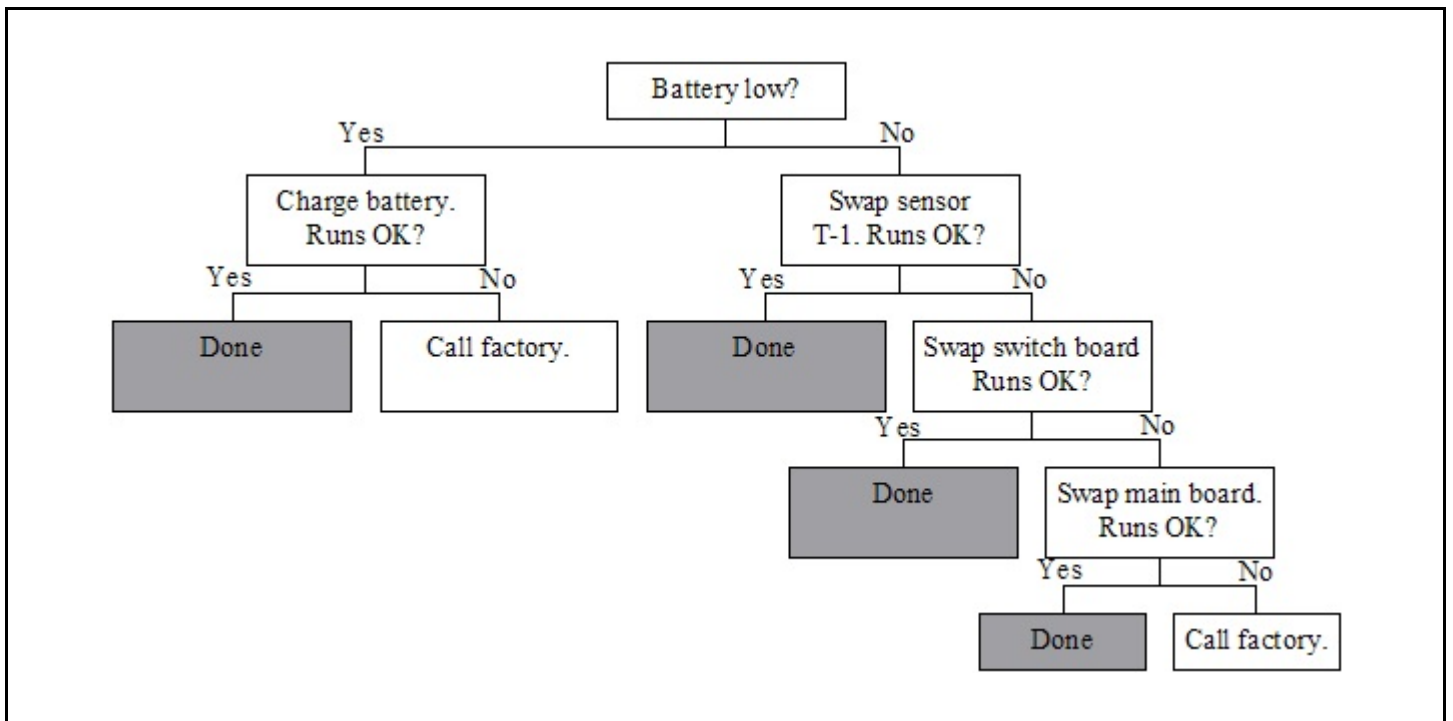 Battery low?
Yes
No
Charge battery.
Runs OK?
Swap sensor
T-1. Runs OK?
Yes
No
Yes
No
Done
Call factory.
Done
Swap switch board
Runs OK?
Yes
No
Done
Swap main board.
Runs OK?
Yes
No
Done
Call factory.